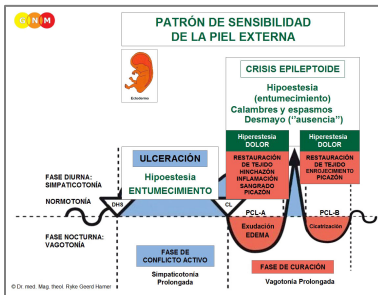 GNM
PATRÓN DE SENSIBILIDAD
DE LA PIEL EXTERNA
Ectodermo
CRISIS EPILEPTOIDE
Hipoestesia
(entumecimiento)
Calambres y espasmos
Desmayo ("ausencia")
Hiperestesia
DOLOR
Hiperestesia
DOLOR
ULCERACIÓN
Hipoestesia
ENTUMECIMIENTO
RESTAURACIÓN
DE TEJIDO
HINCHAZÓN
INFLAMACIÓN
SANGRADO
PICAZÓN
RESTAURACIÓN
DE TEJIDO
ENROJECIMIENTO
PICAZÓN
FASE DIURNA:
SIMPATICOTONÍA
NORMOTONÍA
DHS
CL
PCL-A
PCL-B
FASE NOCTURNA:
VAGOTONÍA
Exudación
EDEMA
Cicatrización
FASE DE
CONFLICTO ACTIVO
Simpaticotonía
Prolongada
FASE DE CURACIÓN
Vagotonía Prolongada
© Dr. med. Mag. theol. Ryke Geerd Hamer